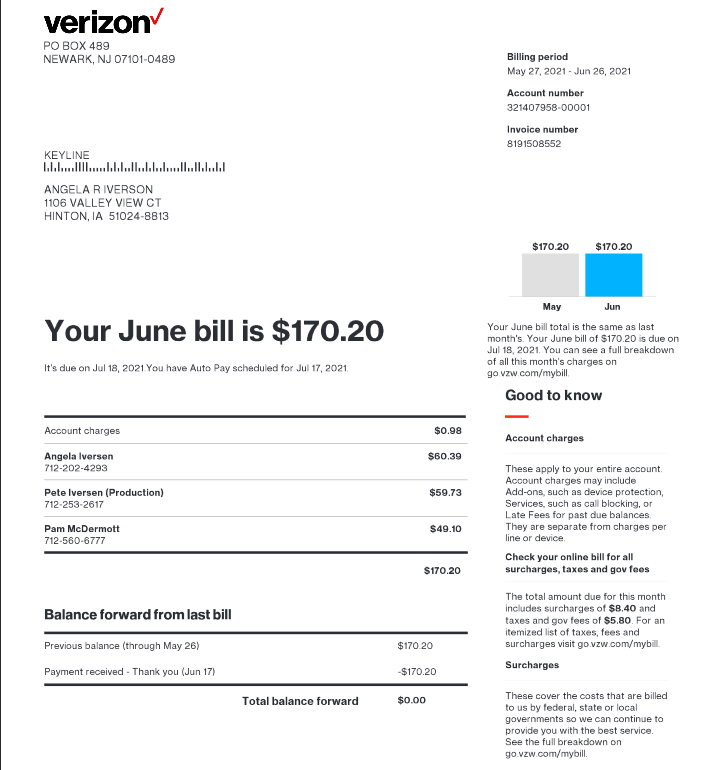 verizon
PO BOX 489
NEWARK, NJ 07101-0489
Billing period
May 27, 2021 - Jun 26, 2021
Account number
321407958-00001
Invoice number
8191508552
KEYLINE
ANGELA R IVERSON
1106 VALLEY VIEW CT
HINTON, IA 51024-8813
$170.20 $170.20
May Jun
Your June bill total is the same as last
month's. Your June bill of $170.20 is due on
Jul 18, 2021. You can see a full breakdown
of all this month's charges on
go.vzw.com/mybill.
Your June bill is $170.20
It's due on Jul 18, 2021.You have Auto Pay scheduled for Jul 17, 2021.
Account charges $0.98
Angela Iversen $60.39
712-202-4293
Pete Iversen (Production) $59.73
712-253-2617
Pam McDermott $49.10
712-560-6777
$170.20
Balance forward from last bill
Previous balance (through May 26) $170.20
Payment received - Thank you (Jun 17) -$170.20
Total balance forward $0.00
Good to know
Account charges
These apply to your entire account.
Account charges may include
Add-ons, such as device protection,
Services, such as call blocking, or
Late Fees for past due balances.
They are separate from charges per
line or device.
Check your online bill for all
surcharges, taxes and gov fees
The total amount due for this month
includes surcharges of $8.40 and
taxes and gov fees of $5.80. For an
itemized list of taxes, fees and
surcharges visit go.vzw.com/mybill.
Surcharges
These cover the costs that are billed
to us by federal, state or local
governments so we can continue to
provide you with the best service.
See the full breakdown on
go.vzw.com/mybill.